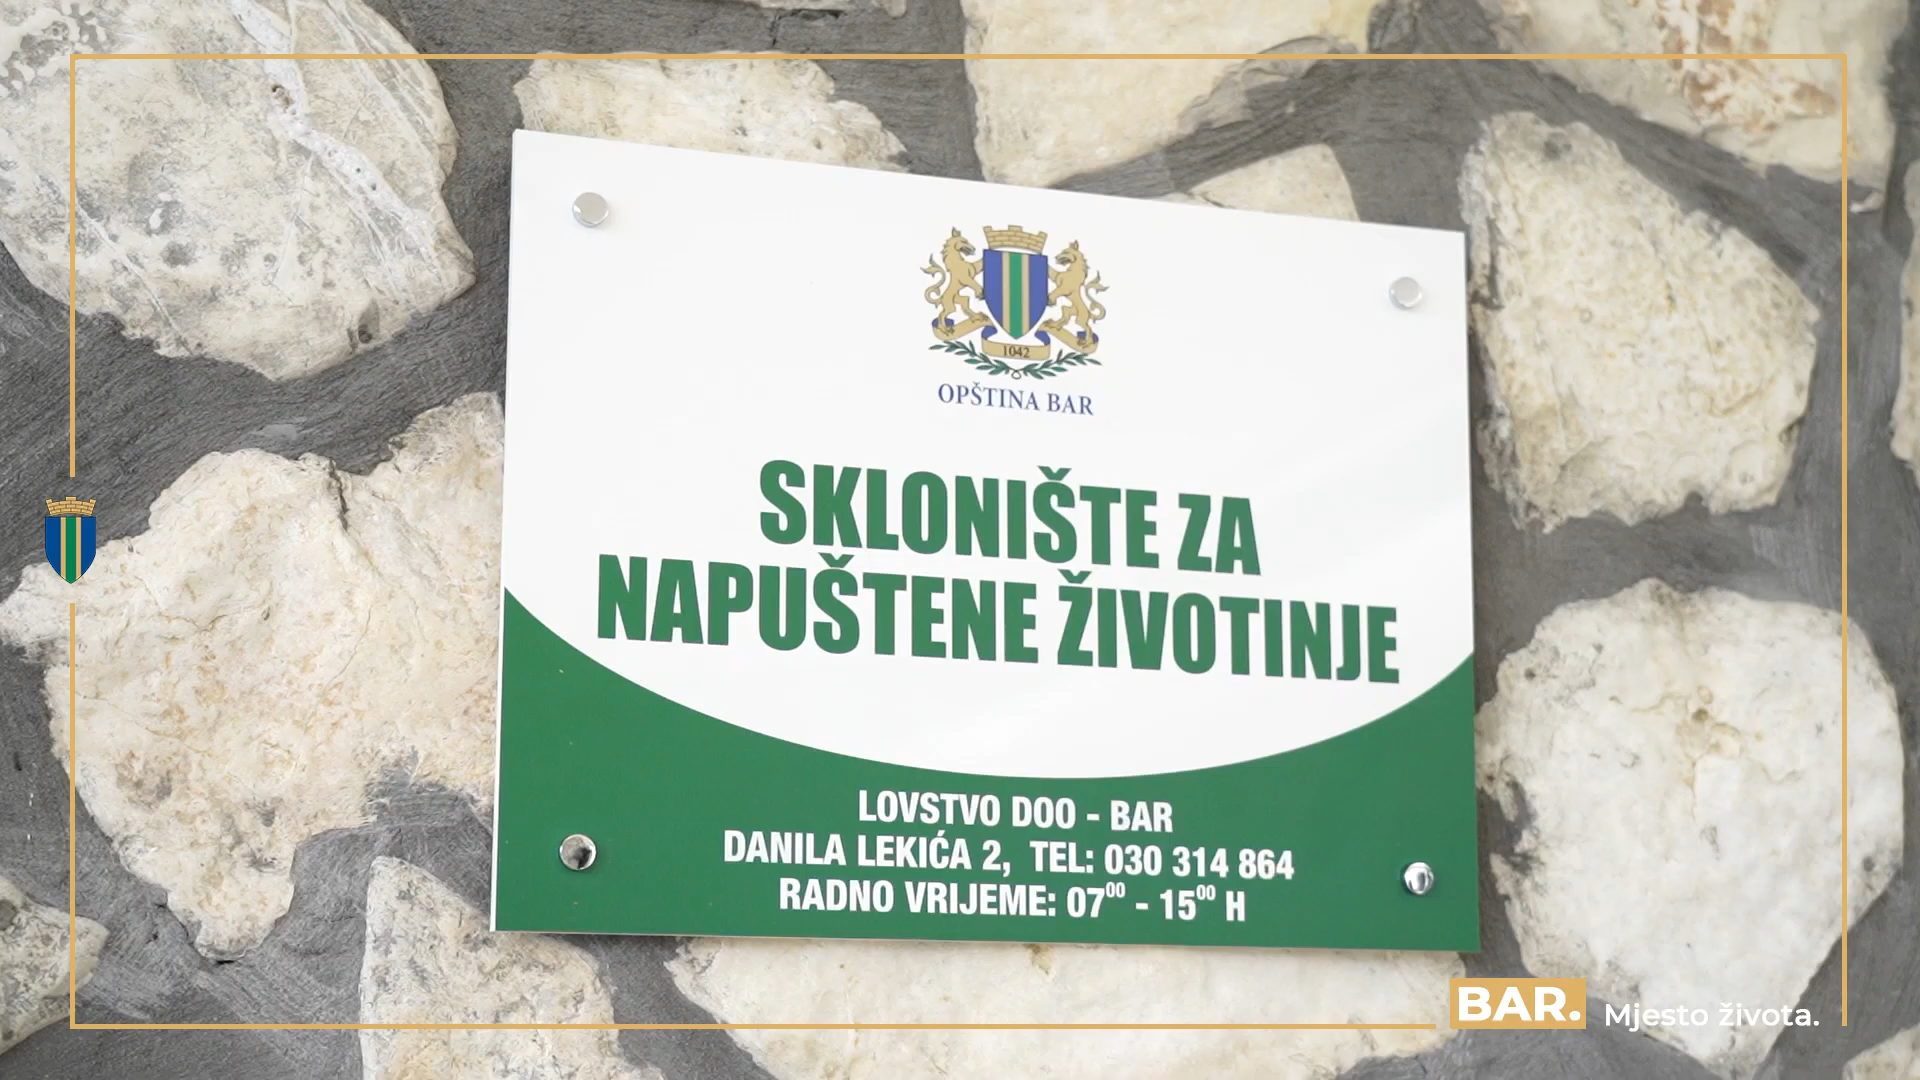 1042
OPŠTINA BAR
SKLONIŠTE ZA
NAPUŠTENE ŽIVOTINJE
LOVSTVO DOO - BAR
DANILA LEKIĆA 2, TEL: 030 314 864
RADNO VRIJEME: 07⁰⁰ - 15⁰⁰ H
BAR. Mjesto života.